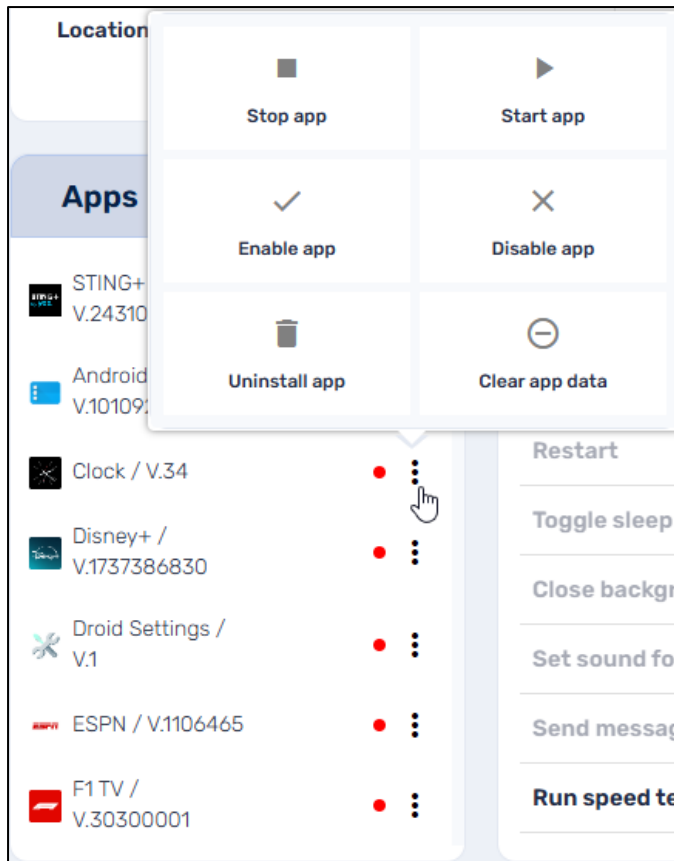 Location
Stop app
Start app
Enable app
Disable app
Uninstall app
Clear app data
Apps
STING+
V.24310
Android
V.10109
Clock / V.34
Disney+ /
V.1737386830
Droid Settings /
V.1
ESPN
ESPN / V.1106465
F1 TV /
V.30300001
Restart
Toggle sleep
Close backgr
Set sound fo
Send messag
Run speed te